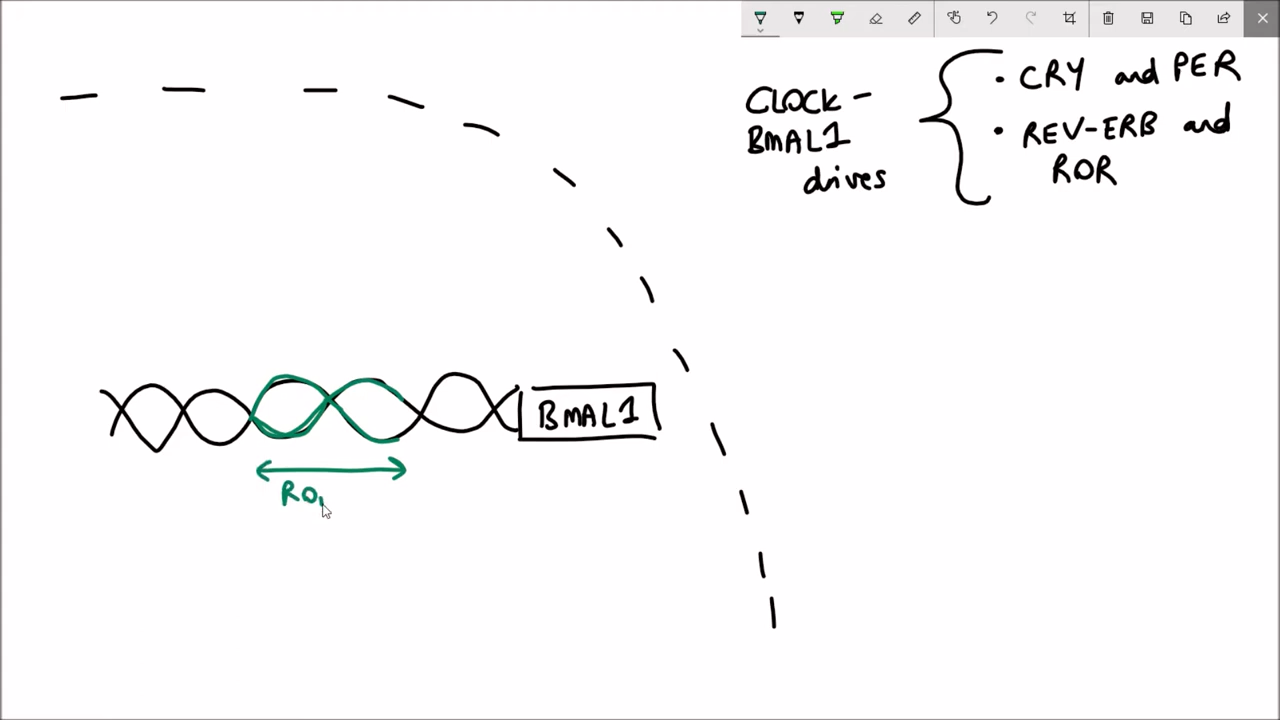 CLOCK-
BMAL1
drives
• CRY and PER
• REV-ERB and
ROR
BMAL1
RO